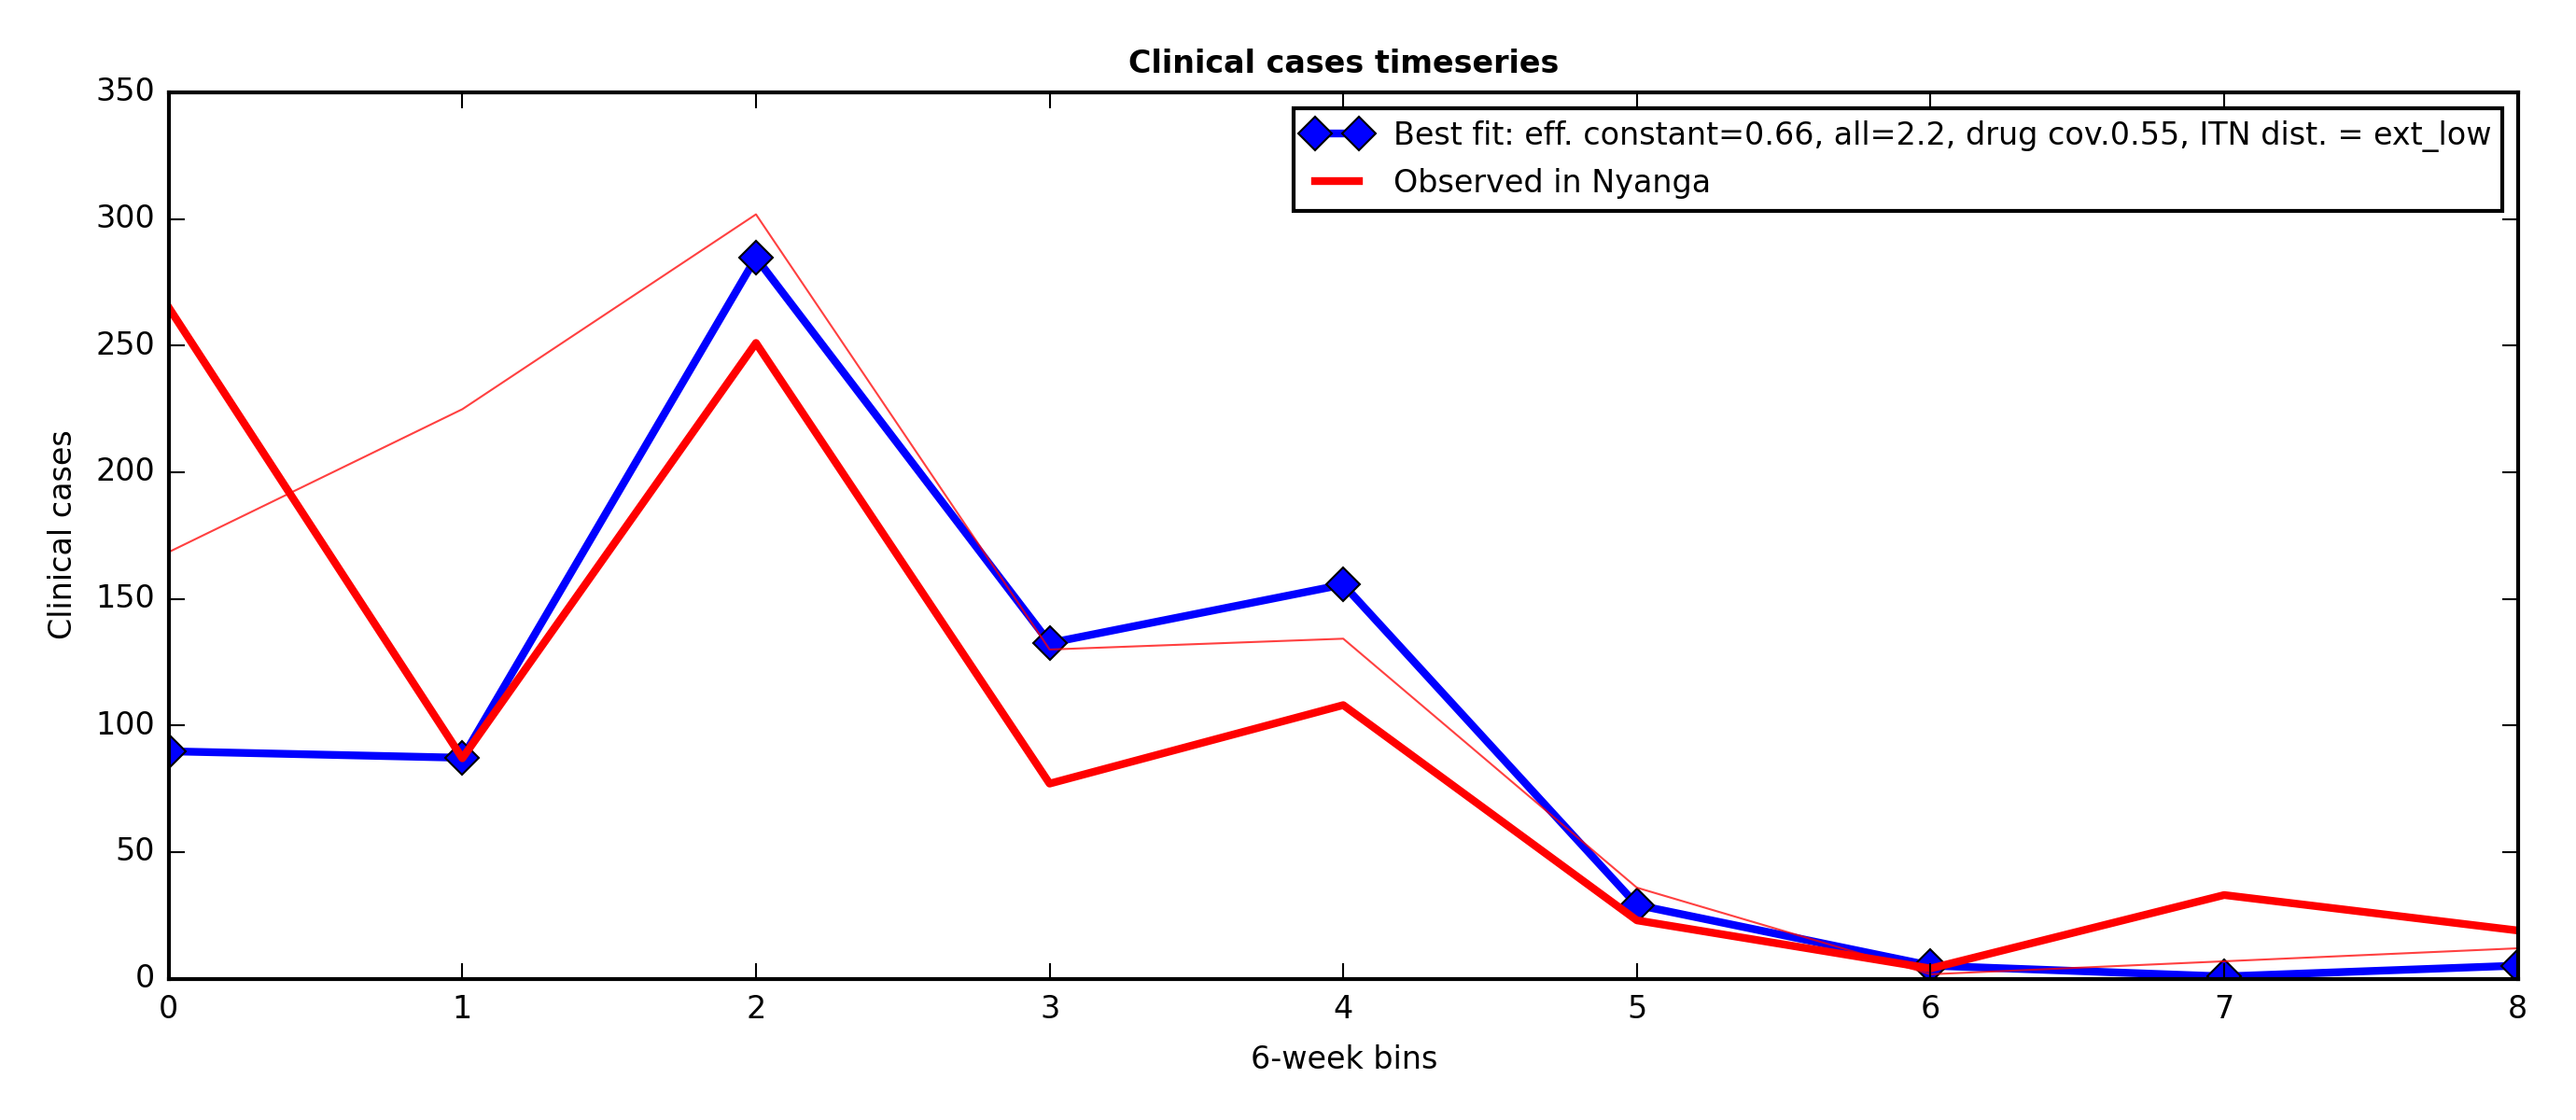 Clinical cases timeseries
Best fit: eff. constant=0.66, all=2.2, drug cov.0.55, ITN dist. = ext_low
Observed in Nyanga
Clinical cases
350
300
250
200
150
100
50
0
0 1 2 3 4 5 6 7 8
6-week bins